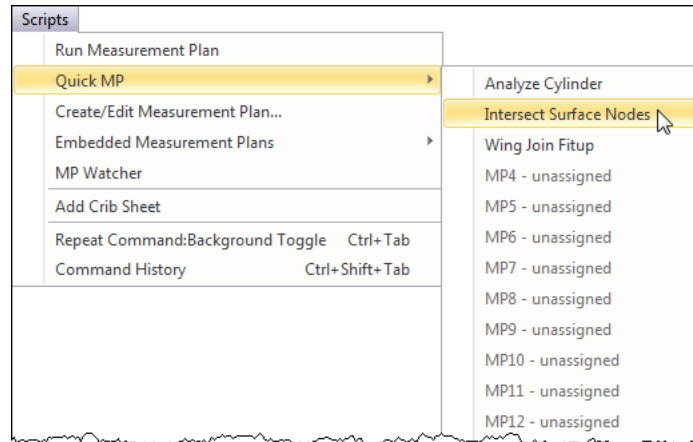 Scripts
Run Measurement Plan
Quick MP
Create/Edit Measurement Plan...
Embedded Measurement Plans
MP Watcher
Add Crib Sheet
Repeat Command:Background Toggle Ctrl+Tab
Command History Ctrl+Shift+Tab
Analyze Cylinder
Intersect Surface Nodes
Wing Join Fitup
MP4 - unassigned
MP5 - unassigned
MP6 - unassigned
MP7 - unassigned
MP8 - unassigned
MP9 - unassigned
MP10 - unassigned
MP11 - unassigned
MP12 - unassigned